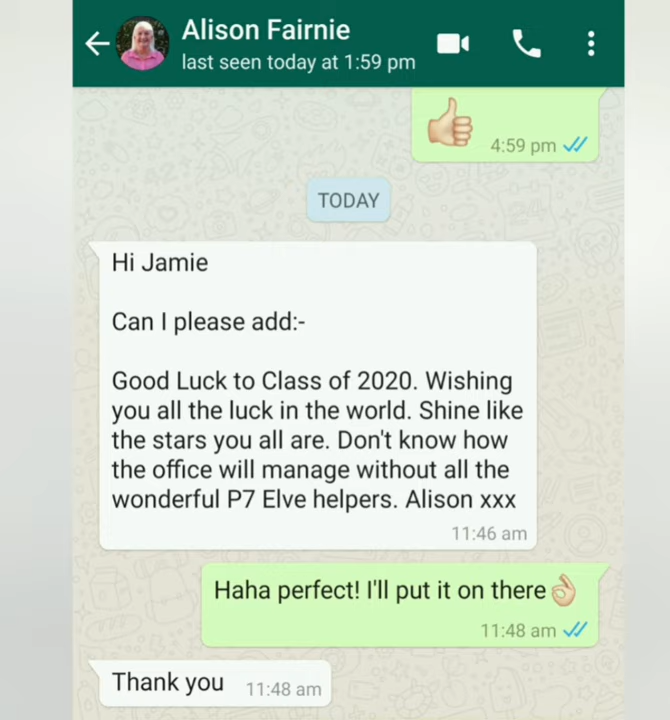 Alison Fairnie
last seen today at 1:59 pm
4:59 pm
TODAY
Hi Jamie
Can I please add:-
Good Luck to Class of 2020. Wishing
you all the luck in the world. Shine like
the stars you all are. Don't know how
the office will manage without all the
wonderful P7 Elve helpers. Alison xxx
11:46 am
Haha perfect! I'll put it on there👌🏻
11:48 am
Thank you 11:48 am